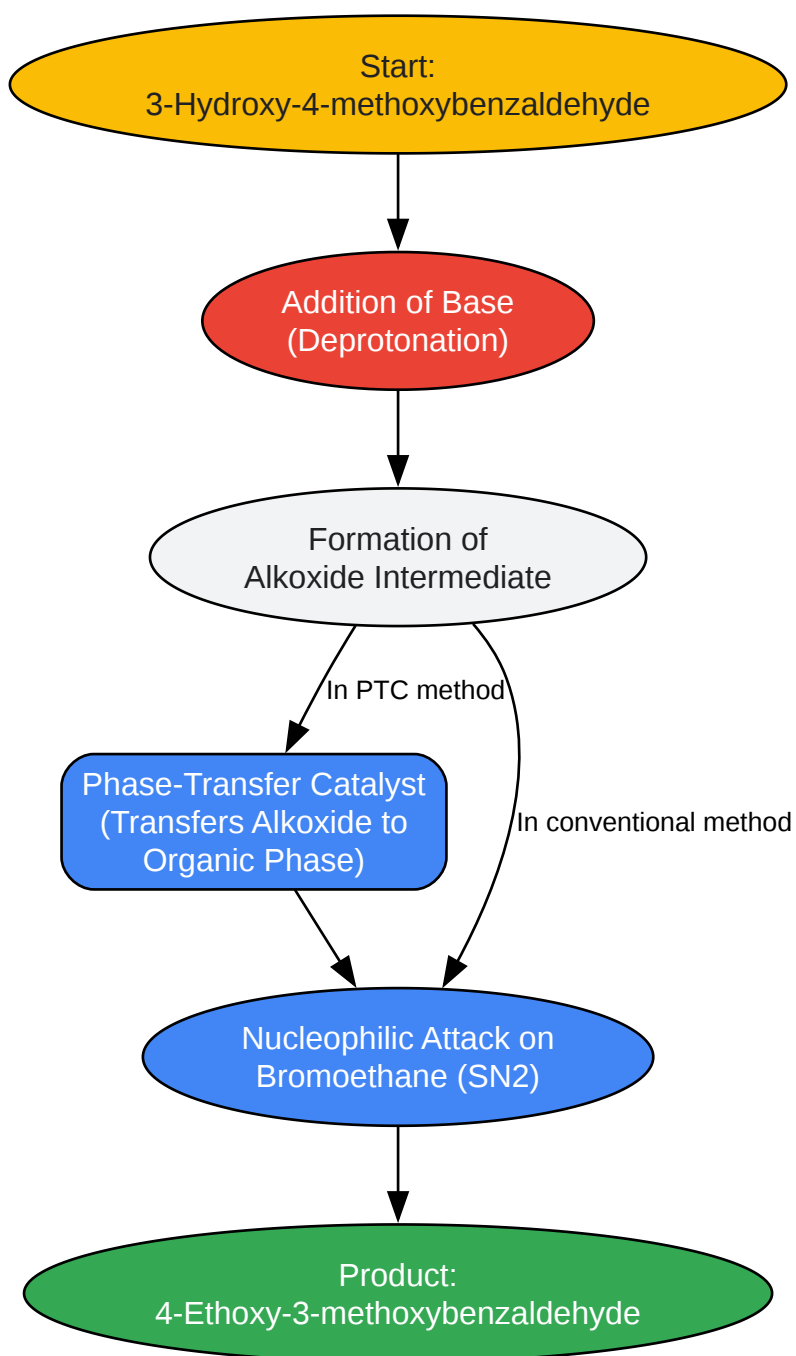 Start:
3-Hydroxy-4-methoxybenzaldehyde
Addition of Base
(Deprotonation)
Formation of
Alkoxide Intermediate
In PTC method
Phase-Transfer Catalyst
(Transfers Alkoxide to
Organic Phase)
In conventional method
Nucleophilic Attack on
Bromoethane (SN2)
Product:
4-Ethoxy-3-methoxybenzaldehyde